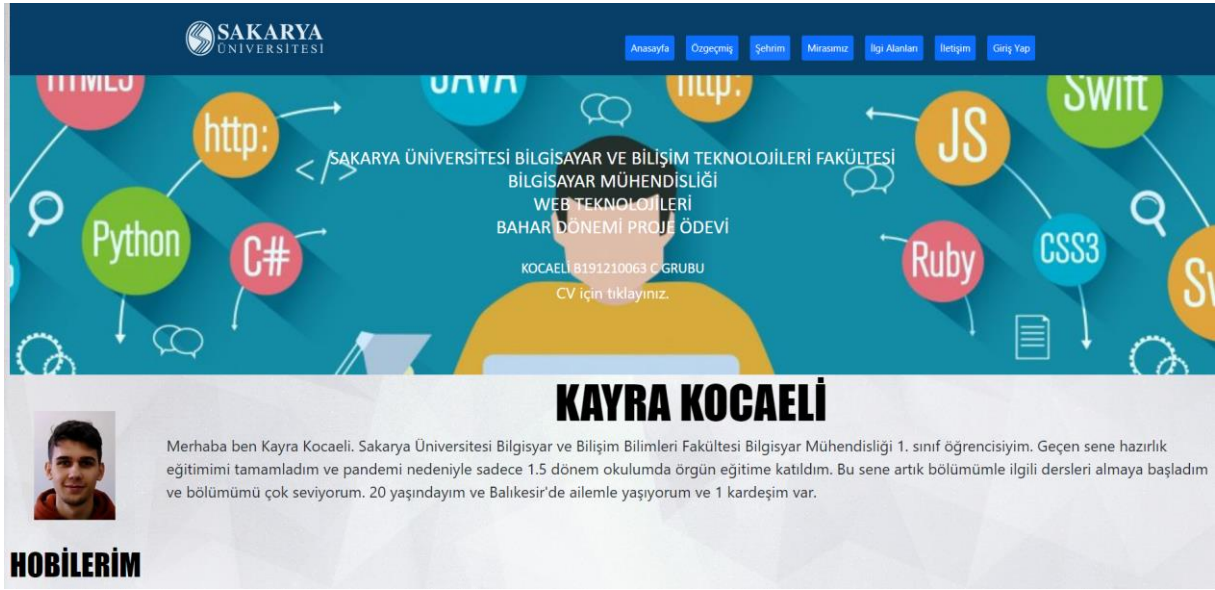 SAKARYA
ÜNİVERSİTESİ
Anasayfa Özgeçmiş Şehrim Mirasımız İlgi Alanları İletişim Giriş Yap
HTML5 JAVA http: Swift
http: JS
</>
SAKARYA ÜNİVERSİTESİ BİLGİSAYAR VE BİLİŞİM TEKNOLOJİLERİ FAKÜLTESİ
BİLGİSAYAR MÜHENDİSLİĞİ
WEB TEKNOLOJİLERİ
BAHAR DÖNEMİ PROJE ÖDEVİ
Python C# Ruby CSS3
KOCAELİ B191210063 C GRUBU
CV için tıklayınız.
KAYRA KOCAELİ
Merhaba ben Kayra Kocaeli. Sakarya Üniversitesi Bilgisyar ve Bilişim Bilimleri Fakültesi Bilgisyar Mühendisliği 1. sınıf öğrencisiyim. Geçen sene hazırlık
eğitimimi tamamladım ve pandemi nedeniyle sadece 1.5 dönem okulumda örgün eğitime katıldım. Bu sene artık bölümümle ilgili dersleri almaya başladım
ve bölümümü çok seviyorum. 20 yaşındayım ve Balıkesir'de ailemle yaşıyorum ve 1 kardeşim var.
HOBİLERİM